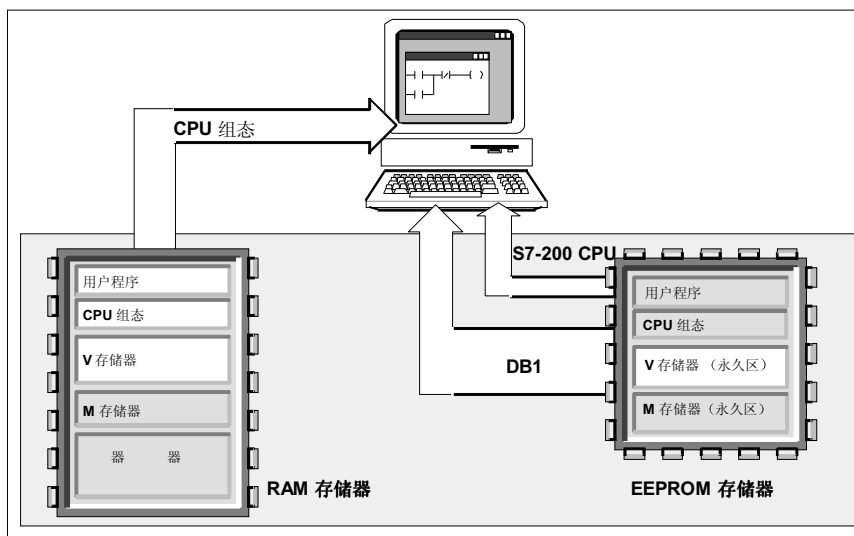 CPU 组态
S7-200 CPU
用户程序
CPU 组态
V 存储器
M 存储器
器 器
RAM 存储器
DB1
用户程序
CPU 组态
V 存储器 （永久区）
M 存储器（永久区）
EEPROM 存储器